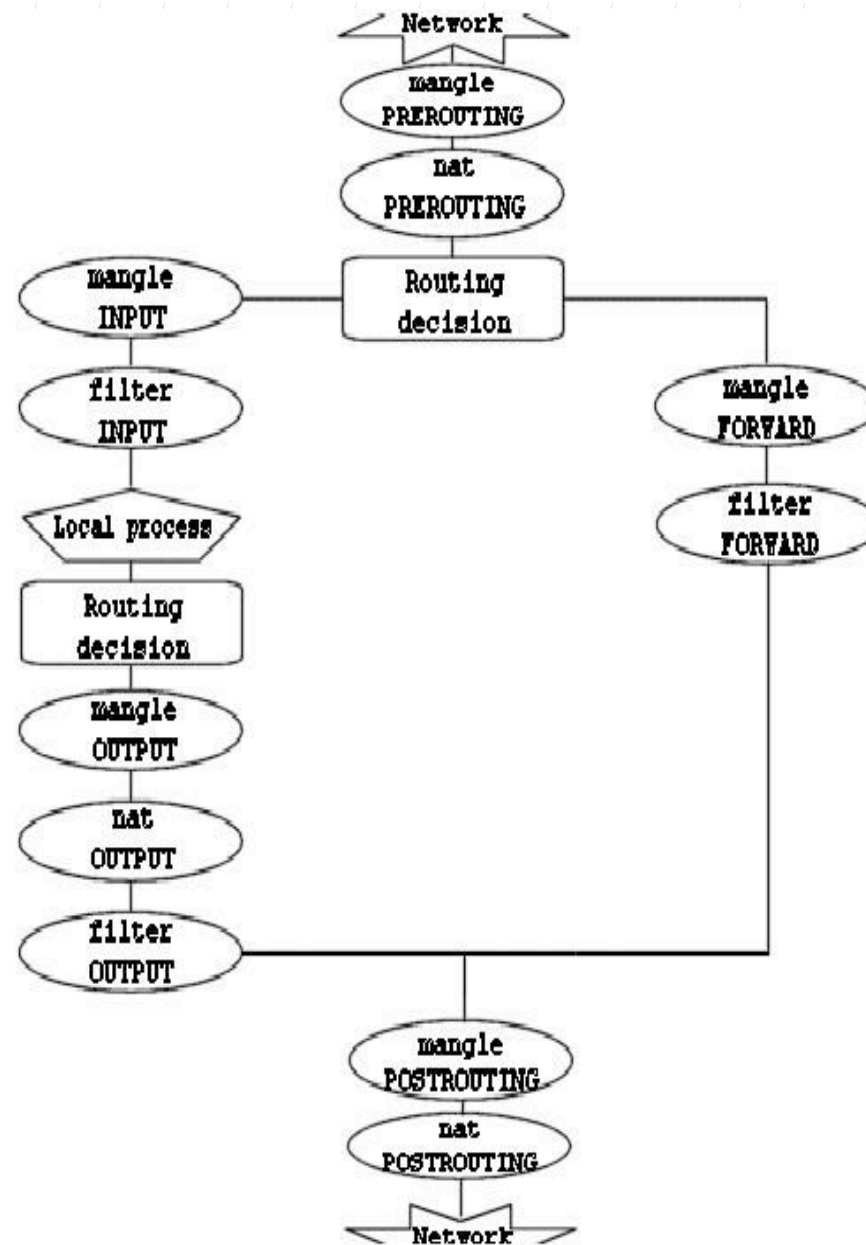 Network
mangle
PREROUTING
nat
PREROUTING
Routing
decision
mangle
INPUT
filter
INPUT
Local process
Routing
decision
mangle
OUTPUT
nat
OUTPUT
filter
OUTPUT
mangle
FORWARD
filter
FORWARD
mangle
POSTROUTING
nat
POSTROUTING
Network